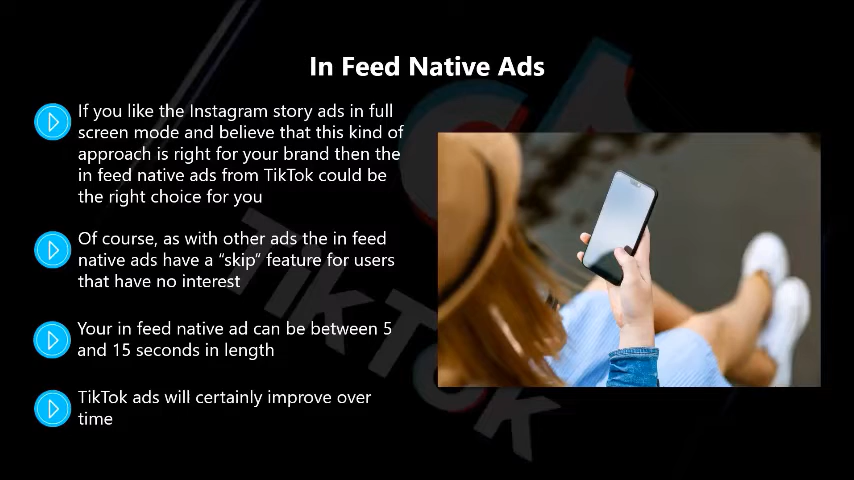 In Feed Native Ads
If you like the Instagram story ads in full
screen mode and believe that this kind of
approach is right for your brand then the
in feed native ads from TikTok could be
the right choice for you
Of course, as with other ads the in feed
native ads have a “skip” feature for users
that have no interest
Your in feed native ad can be between 5
and 15 seconds in length
TikTok ads will certainly improve over
time
TikTok